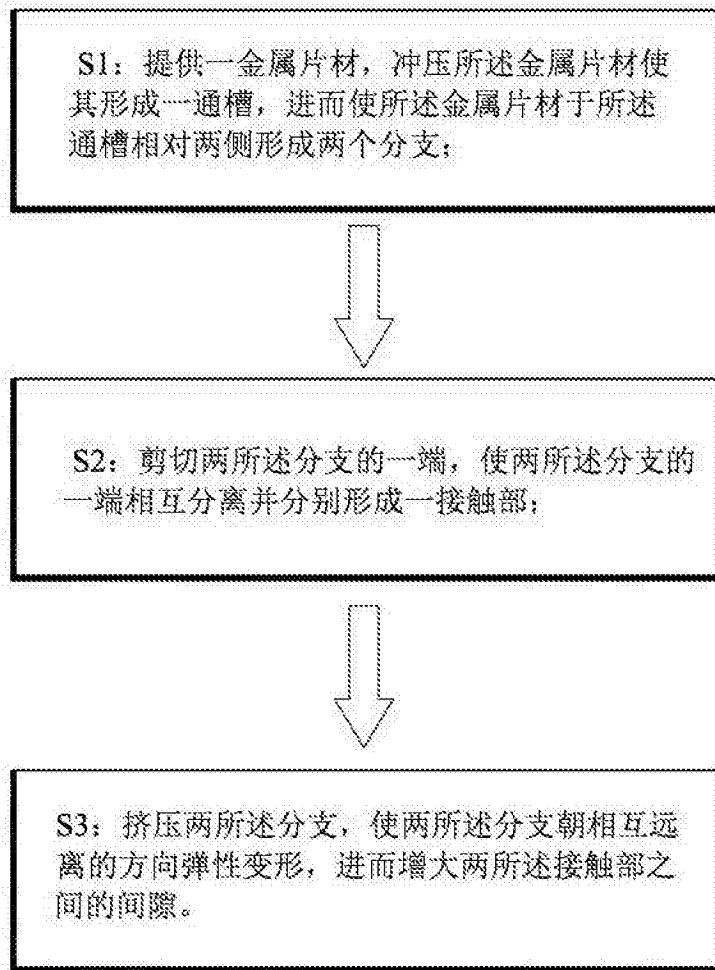 S1：提供一金属片材，冲压所述金属片材使
其形成一通槽，进而使所述金属片材于所述
通槽相对两侧形成两个分支；
S2：剪切两所述分支的一端，使两所述分支的
一端相互分离并分别形成一接触部；
S3：挤压两所述分支，使两所述分支朝相互远
离的方向弹性变形，进而增大两所述接触部之
间的间隙。